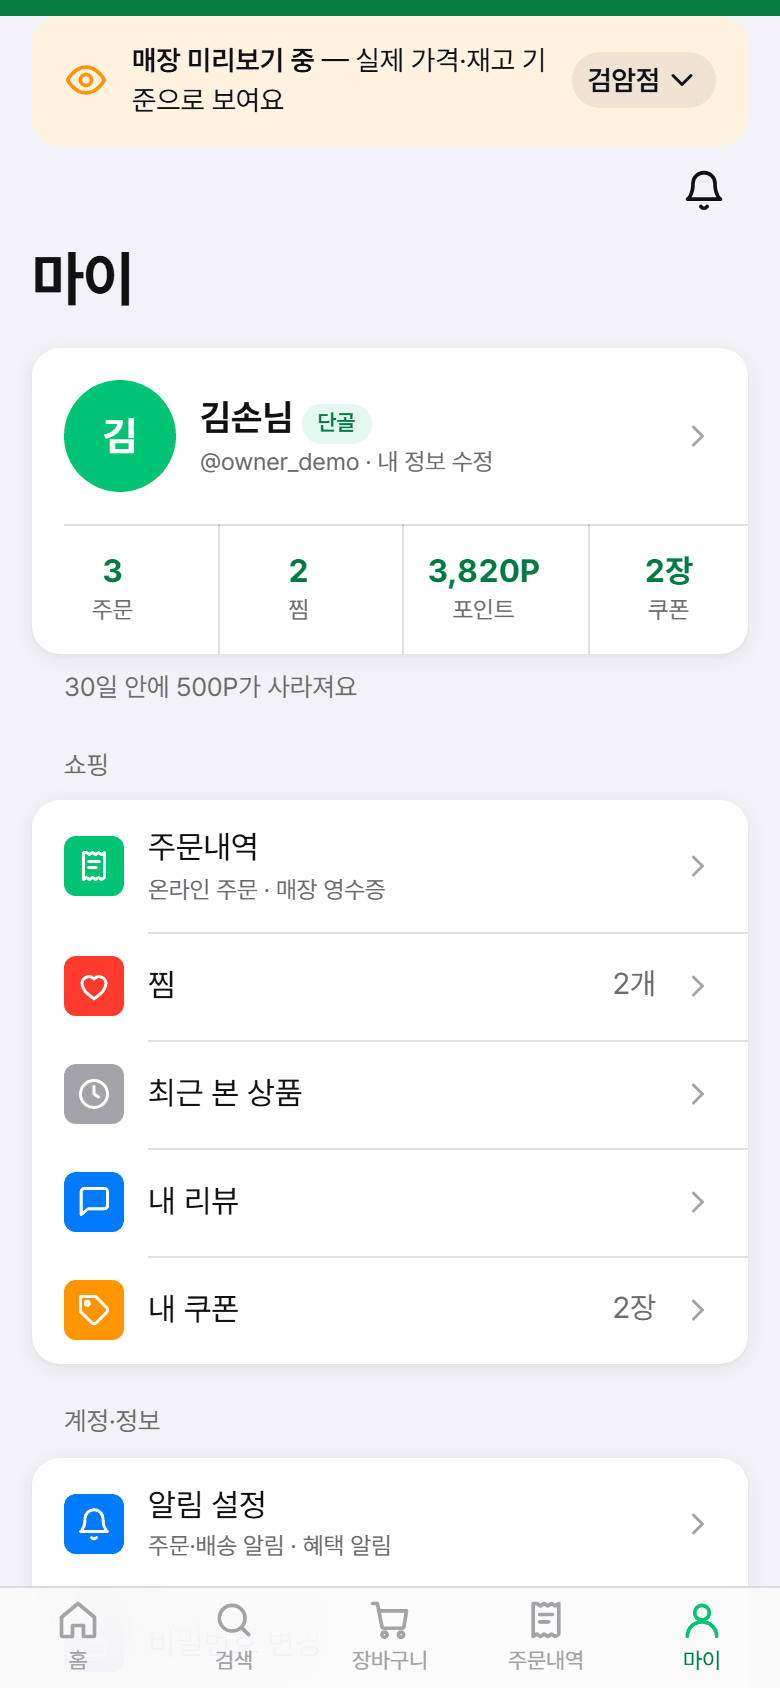 매장 미리보기 중 — 실제 가격·재고 기
준으로 보여요
검암점
마이
김
김손님
단골
@owner_demo · 내 정보 수정
3
주문
2
찜
3,820P
포인트
2장
쿠폰
30일 안에 500P가 사라져요
쇼핑
주문내역
온라인 주문 · 매장 영수증
찜
2개
최근 본 상품
내 리뷰
내 쿠폰
2장
계정·정보
알림 설정
주문·배송 알림 · 혜택 알림
비밀번호 변경
홈
검색
장바구니
주문내역
마이